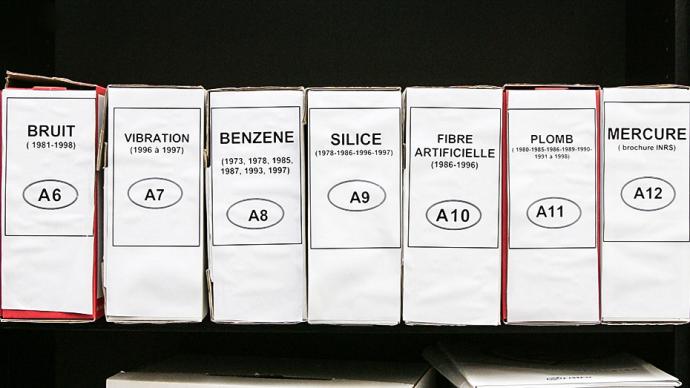 BRUIT
( 1981-1998)
A6
VIBRATION
(1996 à 1997)
A7
BENZENE
(1973, 1978, 1985,
1987, 1993, 1997)
A8
SILICE
(1978-1986-1996-1997)
A9
FIBRE
ARTIFICIELLE
(1986-1996)
A10
PLOMB
( 1980-1985-1986-1989-1990-
1991 à 1998)
A11
MERCURE
( brochure INRS)
A12